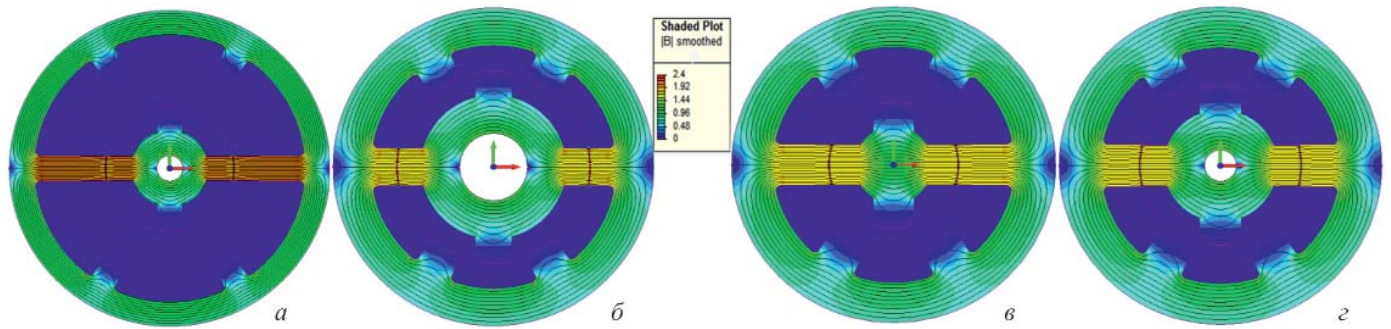 Shaded Plot
|B| smoothed
2.4
1.92
1.44
0.96
0.48
0
а
б
в
г